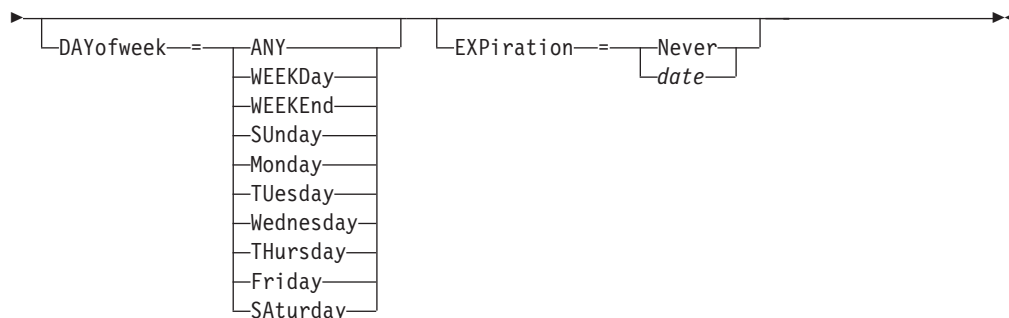 DAYofweek = ANY EXPiration = Never
WEEKDay date
WEEKEnd
SUnday
Monday
TUesday
Wednesday
THursday
Friday
SAturday